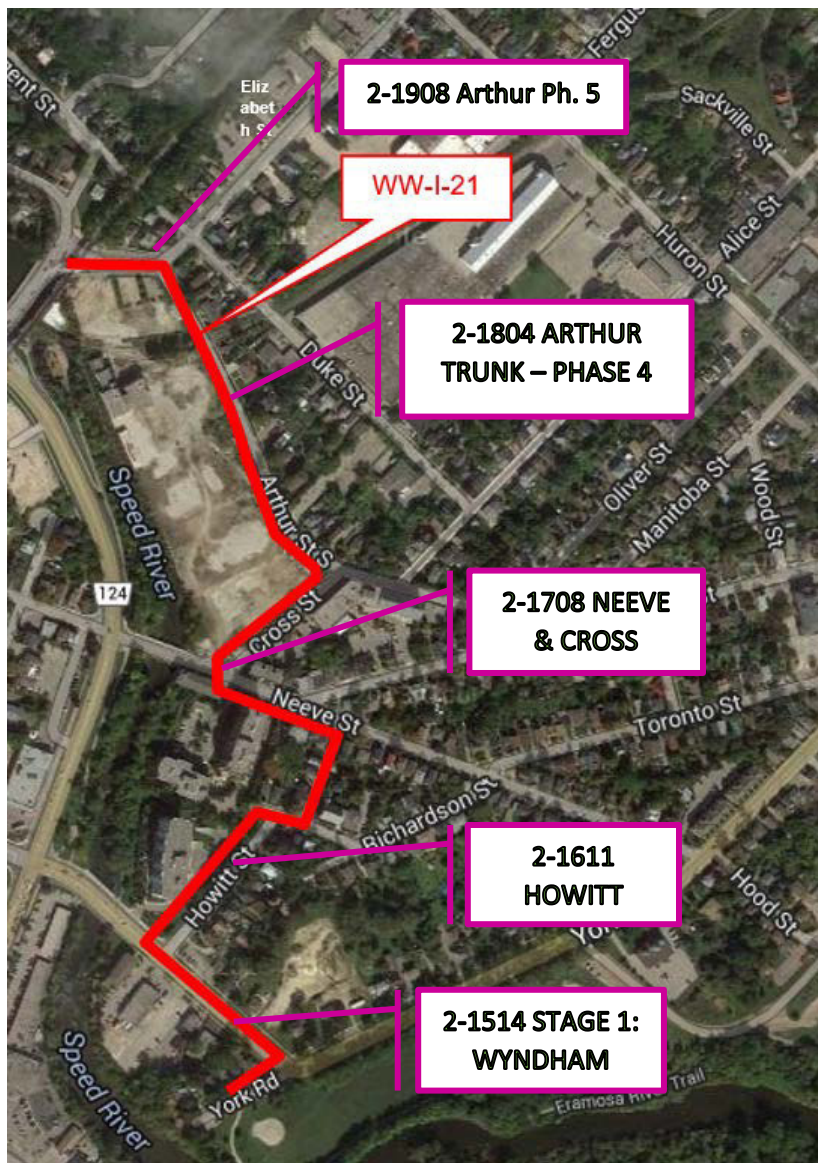 Eliz
abet
h St
2-1908 Arthur Ph. 5
Sackville St
WW-I-21
Alice St
Huron St
2-1804 ARTHUR
TRUNK – PHASE 4
Duke St
Oliver St
Manitoba St
Wood St
Speed River
Arthur St S
124
2-1708 NEEVE
& CROSS
Cross St
Neeve St
Toronto St
Richardson St
2-1611
HOWITT
Howitt St
Hood St
2-1514 STAGE 1:
WYNDHAM
Speed River
York Rd
Eramosa River Trail